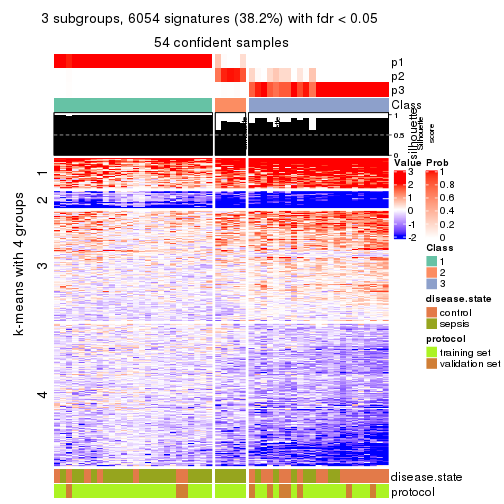 3 subgroups, 6054 signatures (38.2%) with fdr < 0.05
54 confident samples
p1
p2
p3
Class
1
0.5
0
silhouette
Silhouette
score
k-means with 4 groups
1
2
3
4
disease.state
protocol
Value
3
2
1
0
-1
-2
Prob
1
0.8
0.6
0.4
0.2
0
Class
1
2
3
disease.state
control
sepsis
protocol
training set
validation set